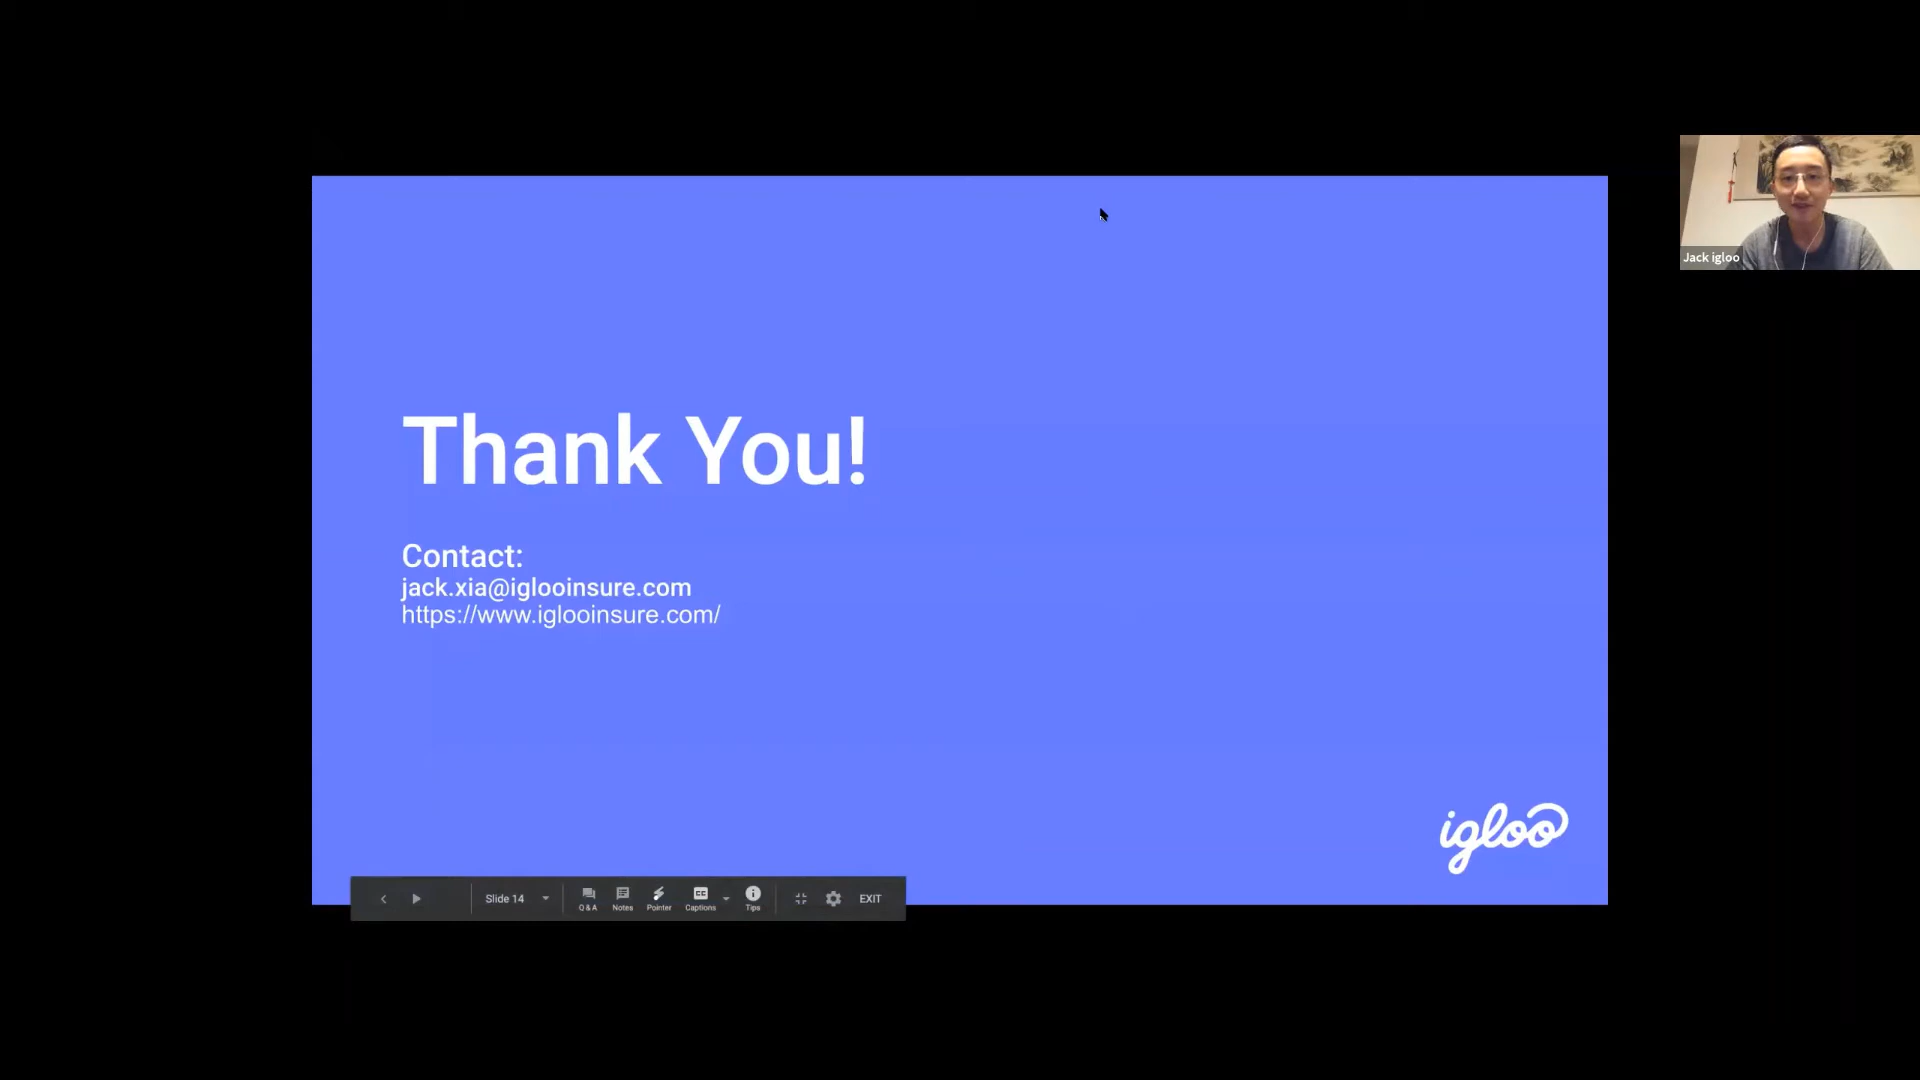 Jack igloo
Thank You!
Contact:
jack.xia@iglooinsure.com
https://www.iglooinsure.com/
igloo
Slide 14
Q&A
Notes
Pointer
Captions
Tips
EXIT